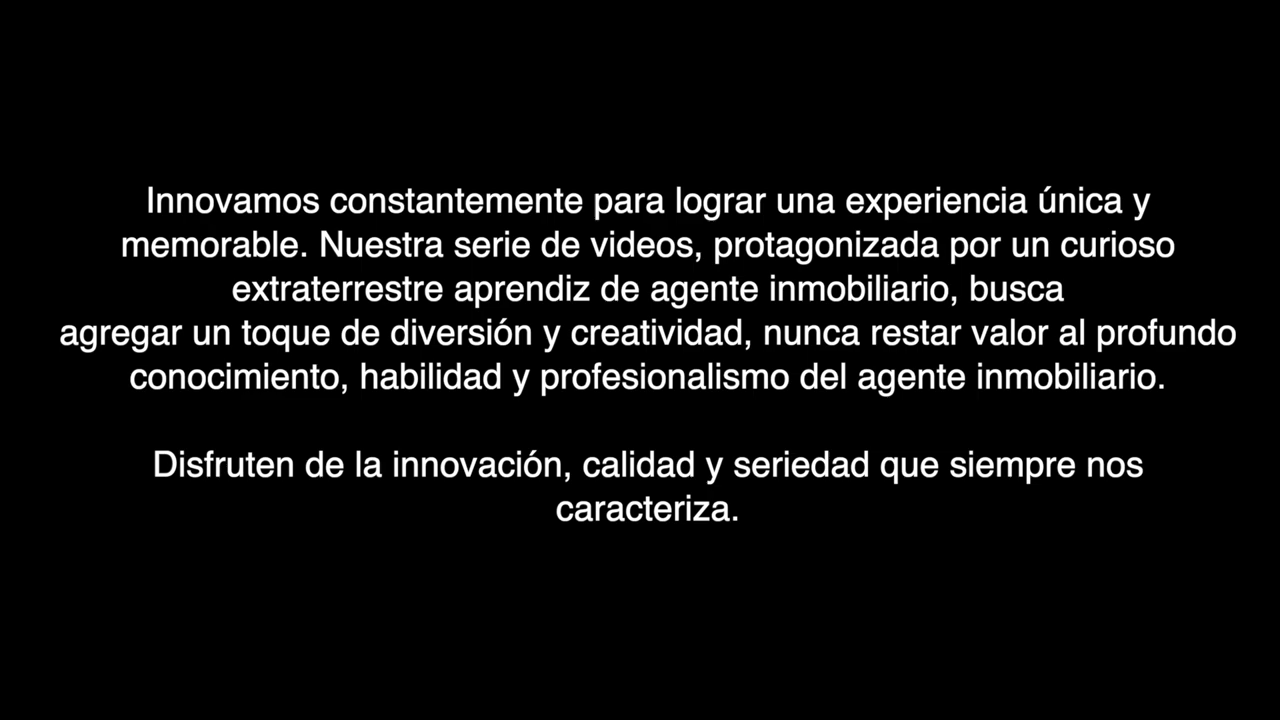 Innovamos constantemente para lograr una experiencia única y
memorable. Nuestra serie de videos, protagonizada por un curioso
extraterrestre aprendiz de agente inmobiliario, busca
agregar un toque de diversión y creatividad, nunca restar valor al profundo
conocimiento, habilidad y profesionalismo del agente inmobiliario.
Disfruten de la innovación, calidad y seriedad que siempre nos
caracteriza.